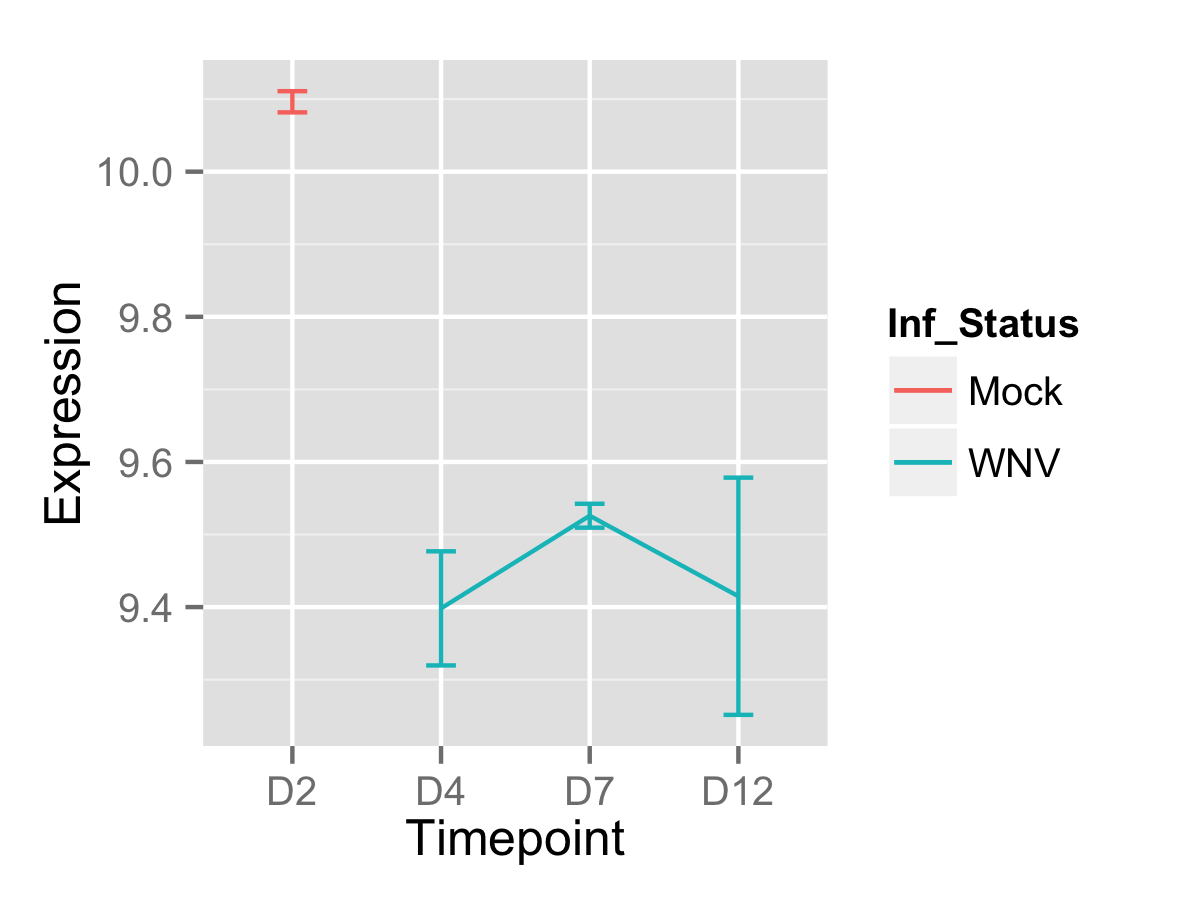 10.0
9.8
9.6
9.4
Expression
D2 D4 D7 D12
Timepoint
Inf_Status
Mock
WNV